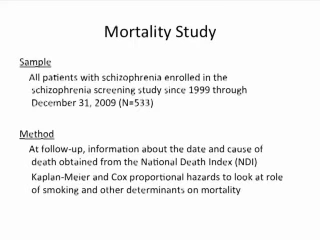 Mortality Study
Sample
All patients with schizophrenia enrolled in the
schizophrenia screening study since 1999 through
December 31, 2009 (N=533)
Method
At follow-up, information about the date and cause of
death obtained from the National Death Index (NDI)
Kaplan-Meier and Cox proportional hazards to look at role
of smoking and other determinants on mortality